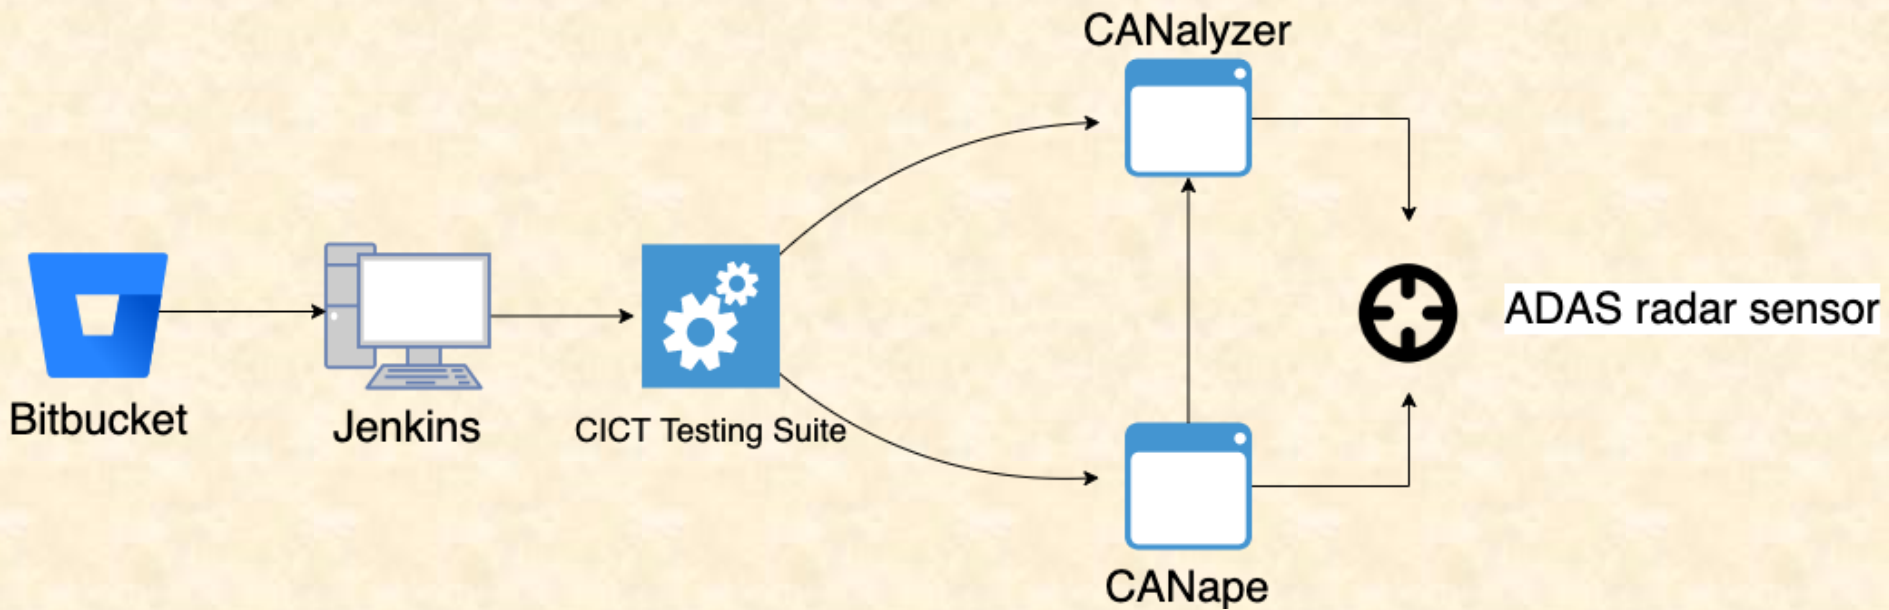 CANalyzer
Bitbucket
Jenkins
CICT Testing Suite
ADAS radar sensor
CANape